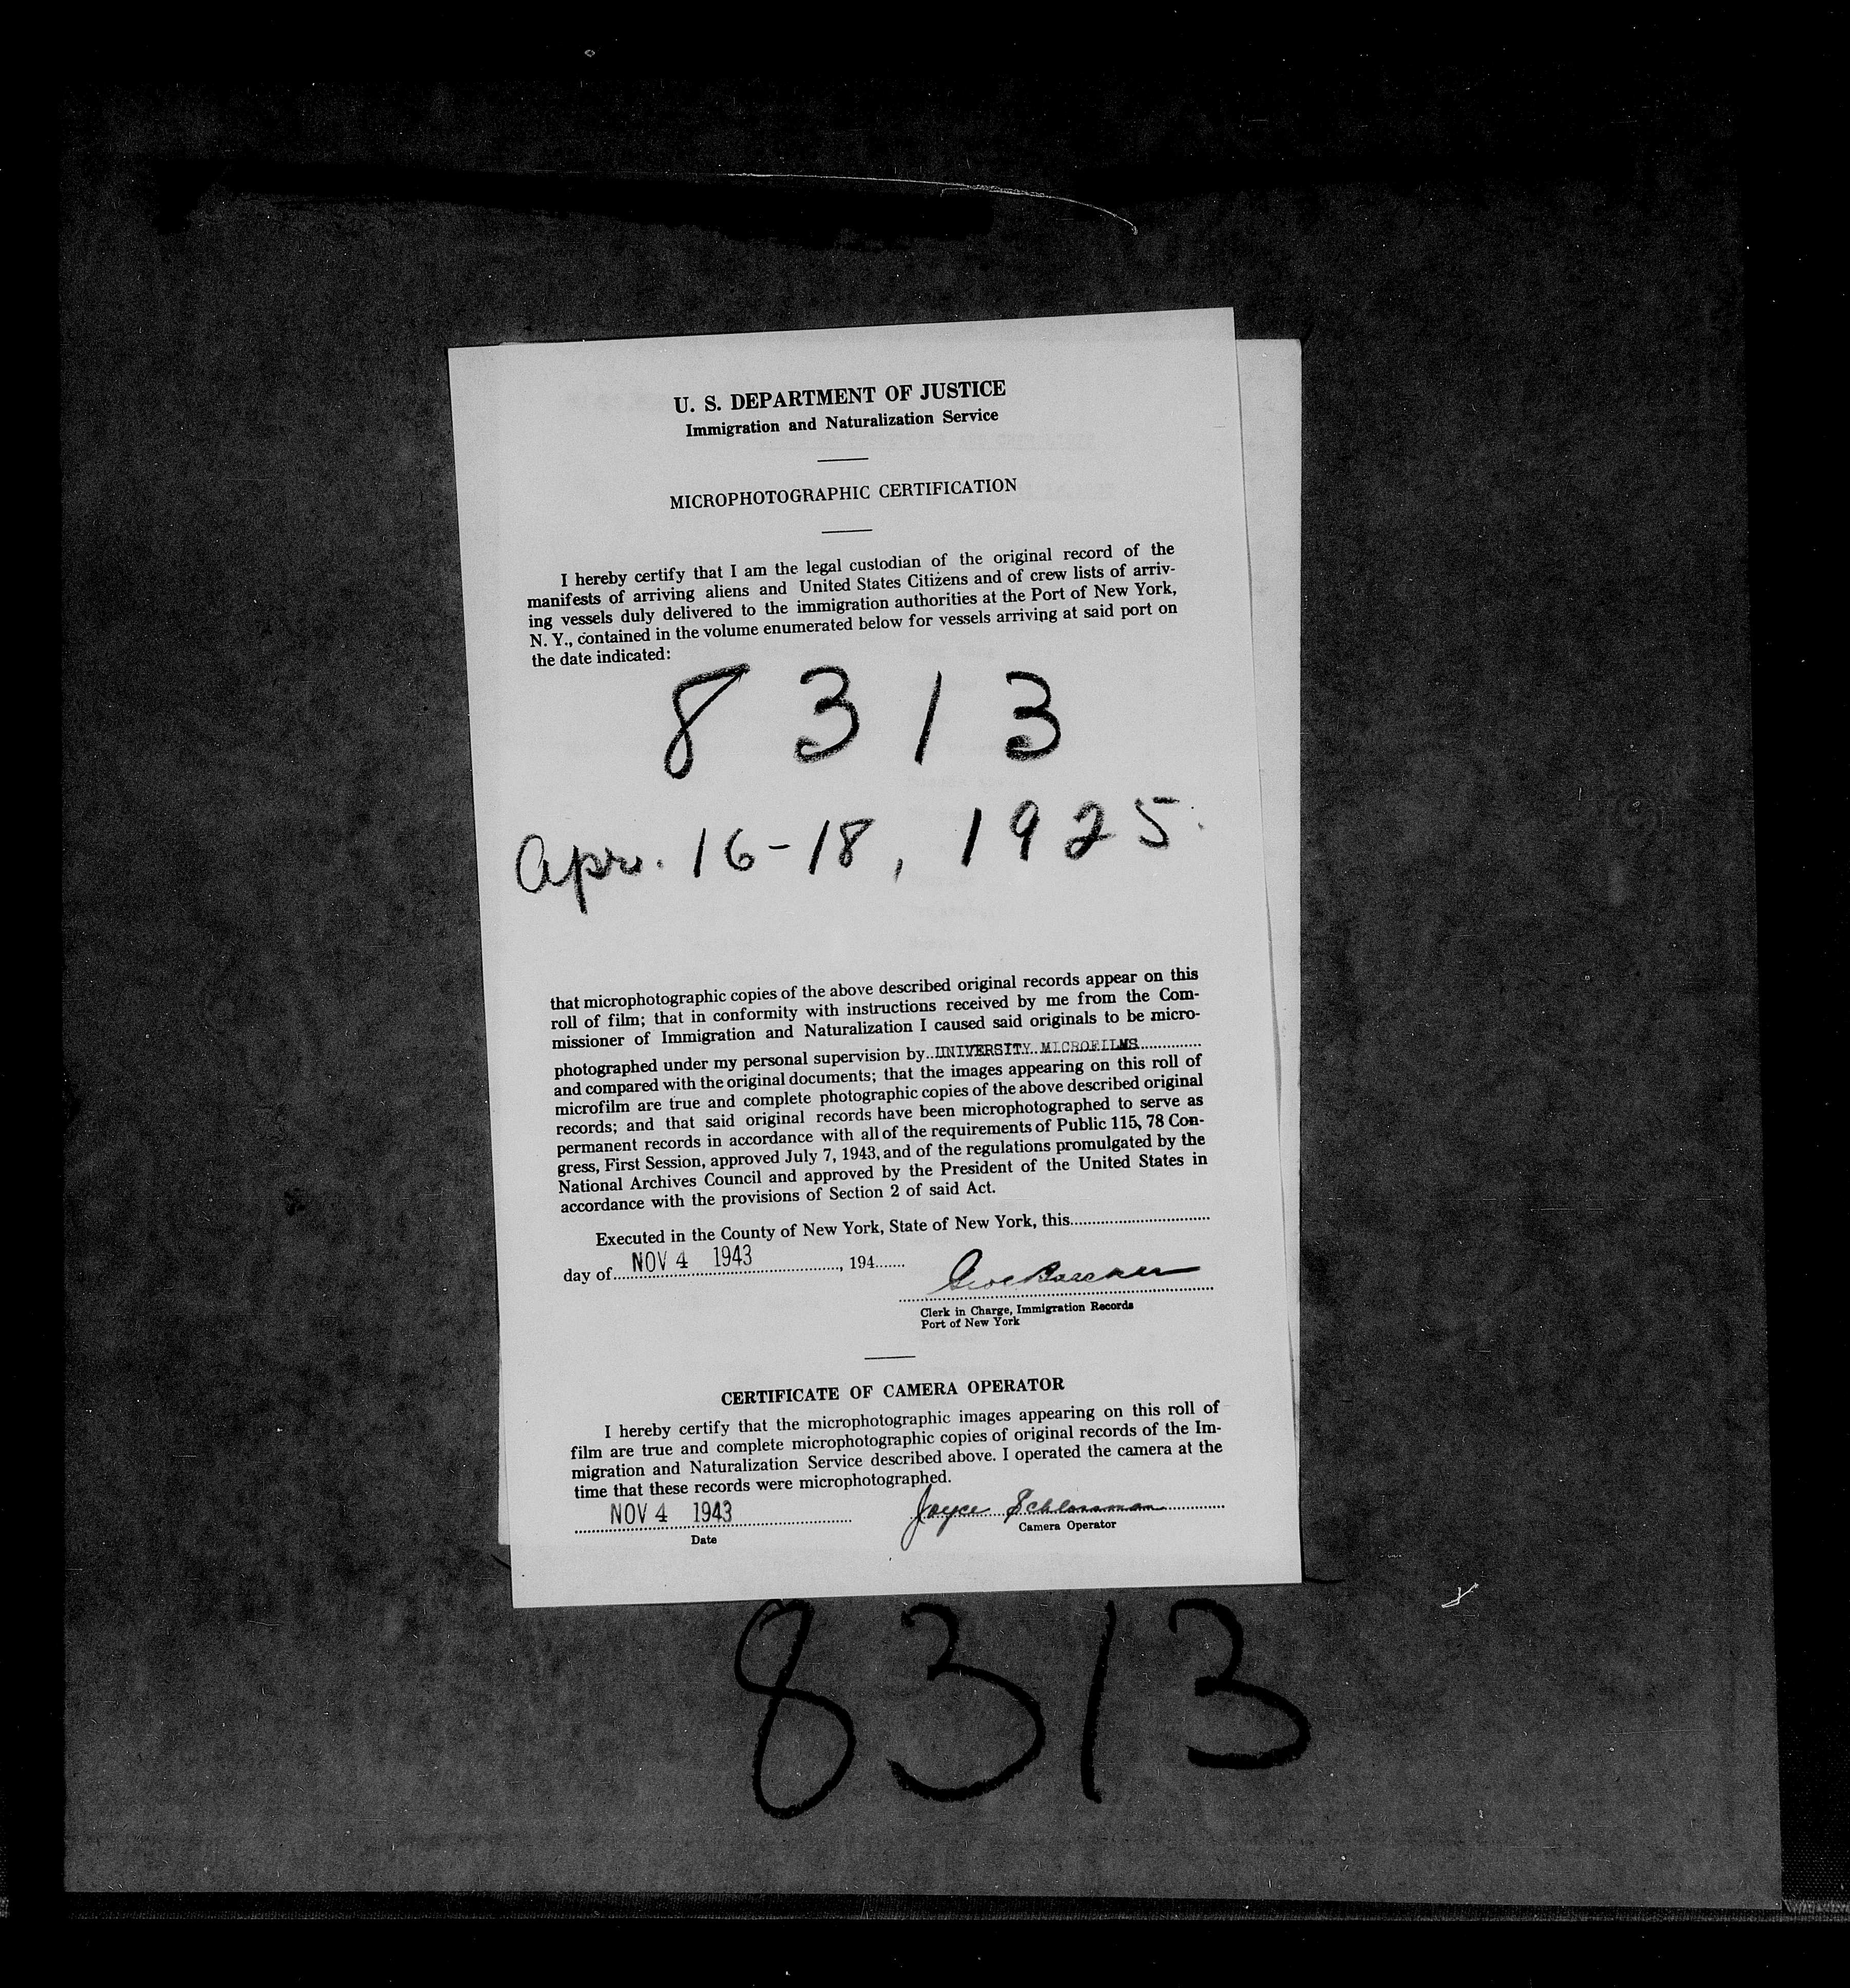 U. S. DEPARTMENT OF JUSTICE
Immigration and Naturalization Service
MICROPHOTOGRAPHIC CERTIFICATION
I hereby certify that I am the legal custodian of the original record of the
manifests of arriving aliens and United States Citizens and of crew lists of arriv-
ing vessels duly delivered to the immigration authorities at the Port of New York,
N. Y., contained in the volume enumerated below for vessels arriving at said port on
the date indicated:
8 3 1 3
Apr. 16-18, 1925.
that microphotographic copies of the above described original records appear on this
roll of film; that in conformity with instructions received by me from the Com-
missioner of Immigration and Naturalization I caused said originals to be micro-
photographed under my personal supervision by UNIVERSITY MICROFILMS
and compared with the original documents; that the images appearing on this roll of
microfilm are true and complete photographic copies of the above described original
records; and that said original records have been microphotographed to serve as
permanent records in accordance with all of the requirements of Public 115, 78 Con-
gress, First Session, approved July 7, 1943, and of the regulations promulgated by the
National Archives Council and approved by the President of the United States in
accordance with the provisions of Section 2 of said Act.
Executed in the County of New York, State of New York, this
day of NOV 4 1943, 194
Clerk in Charge, Immigration Records
Port of New York
CERTIFICATE OF CAMERA OPERATOR
I hereby certify that the microphotographic images appearing on this roll of
film are true and complete microphotographic copies of original records of the Im-
migration and Naturalization Service described above. I operated the camera at the
time that these records were microphotographed.
NOV 4 1943 Joyce Schlossman
Date Camera Operator
8313